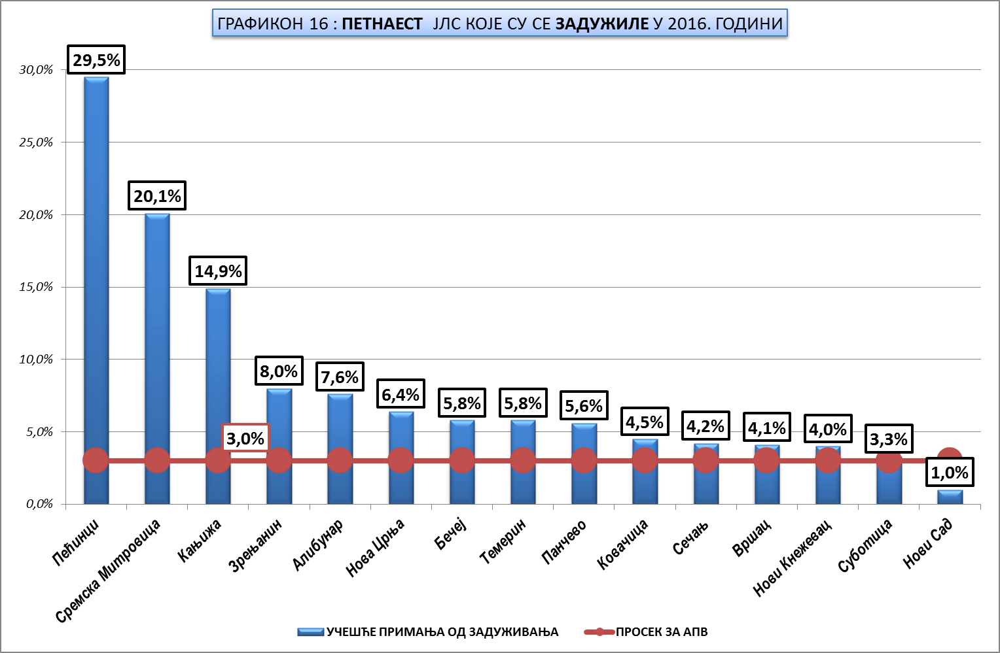 ГРАФИКОН 16 : ПЕТНАЕСТ ЈЛС КОЈЕ СУ СЕ ЗАДУЖИЛЕ У 2016. ГОДИНИ
30,0%
25,0%
20,0%
15,0%
10,0%
5,0%
0,0%
29,5%
20,1%
14,9%
8,0%
7,6%
6,4%
5,8%
5,8%
5,6%
4,5%
4,2%
4,1%
4,0%
3,3%
1,0%
3,0%
Пећинци
Сремска Митровица
Кањижа
Зрењанин
Алибунар
Нова Црња
Бечеј
Темерин
Панчево
Ковачица
Сечањ
Вршац
Нови Кнежевац
Суботица
Нови Сад
УЧЕШЋЕ ПРИМАЊА ОД ЗАДУЖИВАЊА
ПРОСЕК ЗА АПВ